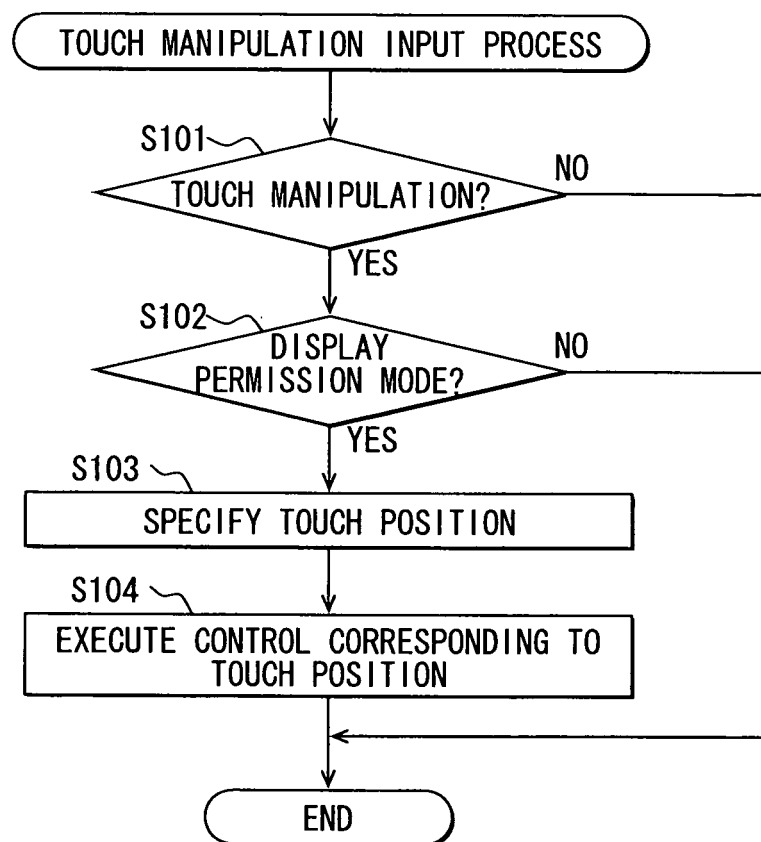 TOUCH MANIPULATION INPUT PROCESS
S101
NO
TOUCH MANIPULATION?
YES
S102
DISPLAY
NO
PERMISSION MODE?
YES
S103
SPECIFY TOUCH POSITION
S104
EXECUTE CONTROL CORRESPONDING TO
TOUCH POSITION
END